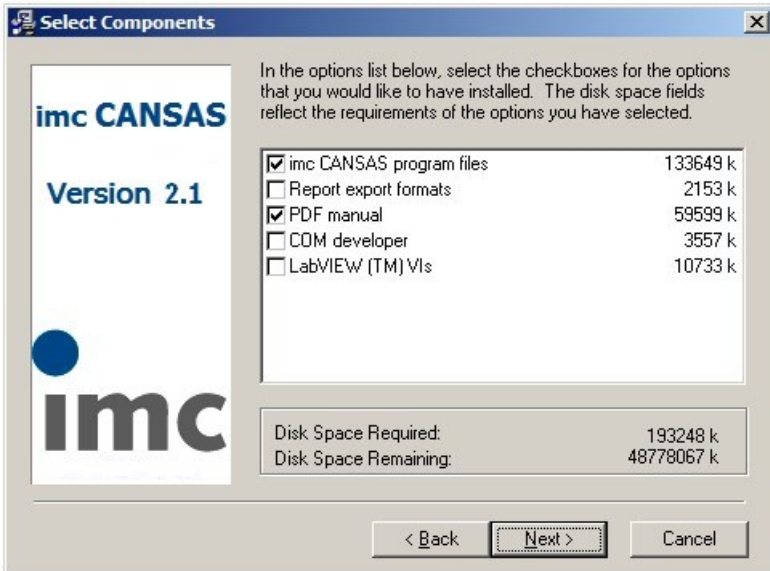 Select Components
imc CANSAS
Version 2.1
imc
In the options list below, select the checkboxes for the options
that you would like to have installed. The disk space fields
reflect the requirements of the options you have selected.
imc CANSAS program files 133649 k
Report export formats 2153 k
PDF manual 59599 k
COM developer 3557 k
LabVIEW (TM) VIs 10733 k
Disk Space Required: 193248 k
Disk Space Remaining: 48778067 k
< Back Next > Cancel